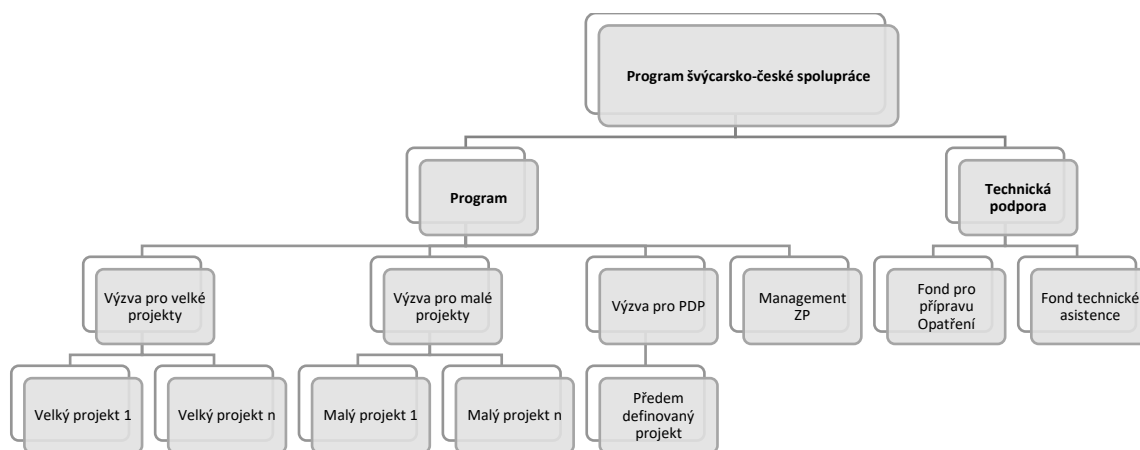 Program švýcarsko-české spolupráce
Program
Technická
podpora
Výzva pro velké
projekty
Výzva pro malé
projekty
Výzva pro PDP
Management
ZP
Fond pro
přípravu
Opatření
Fond technické
asistence
Velký projekt 1
Velký projekt n
Malý projekt 1
Malý projekt n
Předem
definovaný
projekt